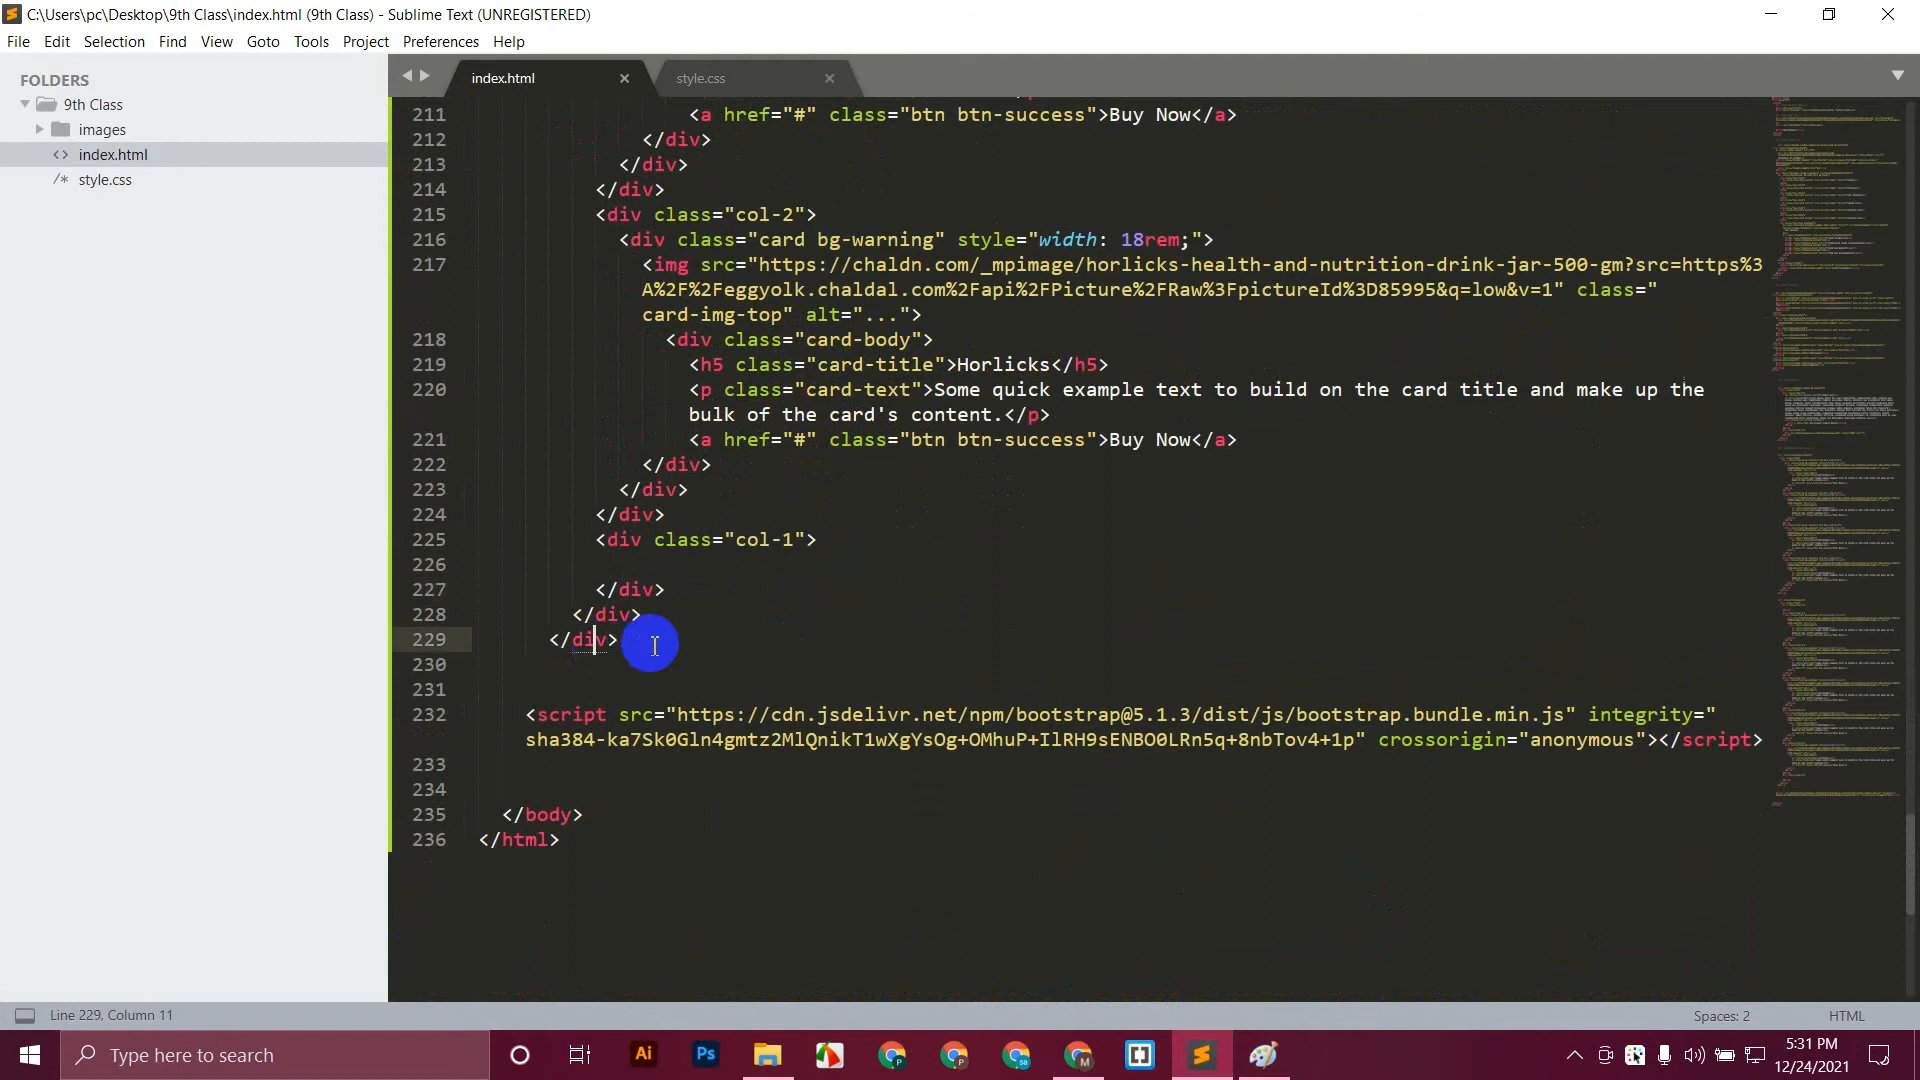 C:\Users\pc\Desktop\9th Class\index.html (9th Class) - Sublime Text (UNREGISTERED)
File Edit Selection Find View Goto Tools Project Preferences Help
FOLDERS
9th Class
images
index.html
style.css
index.html
style.css
211 <a href="#" class="btn btn-success">Buy Now</a>
212 </div>
213 </div>
214 </div>
215 <div class="col-2">
216 <div class="card bg-warning" style="width: 18rem;">
217 <img src="https://chaldn.com/_mpimage/horlicks-health-and-nutrition-drink-jar-500-gm?src=https%3
A%2F%2Feggyolk.chaldal.com%2Fapi%2FPicture%2FRaw%3FpictureId%3D85995&q=low&v=1" class="
card-img-top" alt="...">
218 <div class="card-body">
219 <h5 class="card-title">Horlicks</h5>
220 <p class="card-text">Some quick example text to build on the card title and make up the
bulk of the card's content.</p>
221 <a href="#" class="btn btn-success">Buy Now</a>
222 </div>
223 </div>
224 </div>
225 <div class="col-1">
226
227 </div>
228 </div>
229 </div>
230
231
232 <script src="https://cdn.jsdelivr.net/npm/bootstrap@5.1.3/dist/js/bootstrap.bundle.min.js" integrity="
sha384-ka7Sk0Gln4gmtz2MlQnikT1wXgYsOg+OMhuP+IlRH9sENBO0LRn5q+8nbTov4+1p" crossorigin="anonymous"></script>
233
234
235 </body>
236 </html>
Line 229, Column 11
Spaces: 2
HTML
Type here to search
Ai
Ps
5:31 PM
12/24/2021